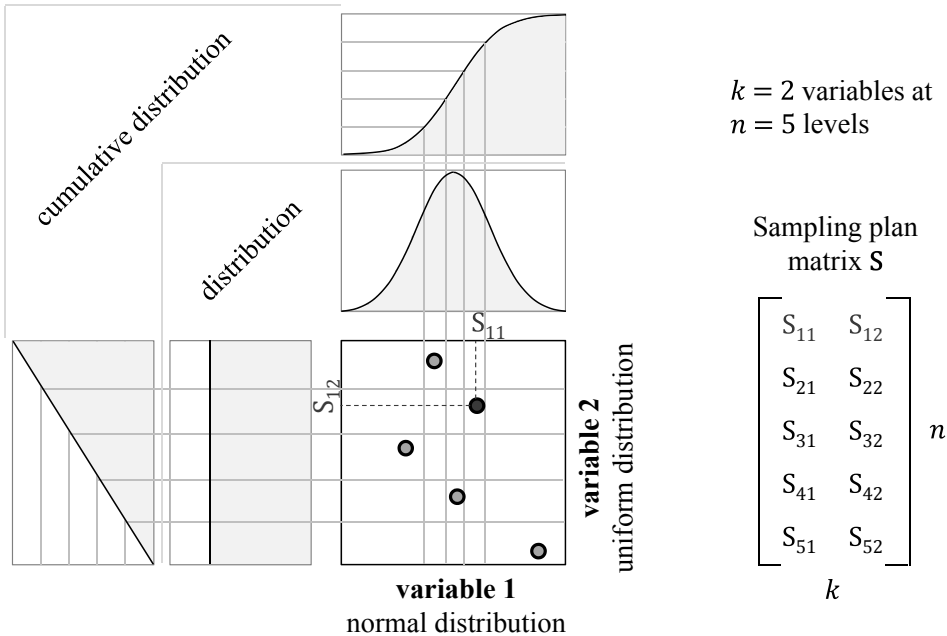 cumulative distribution
distribution
k = 2 variables at
n = 5 levels
Sampling plan
matrix S
S11 S12
S21 S22
S31 S32
S41 S42
S51 S52
n
k
S11
S12
variable 2
uniform distribution
variable 1
normal distribution